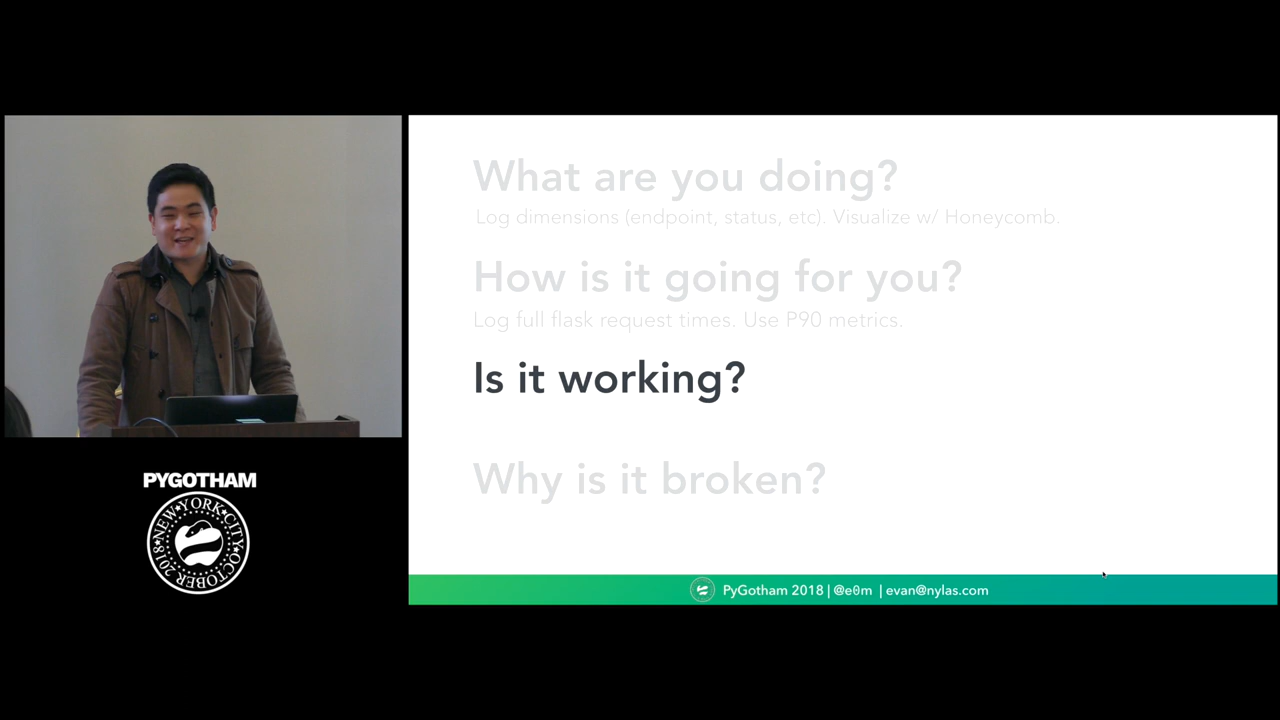 What are you doing?
Log dimensions (endpoint, status, etc). Visualize w/ Honeycomb.
How is it going for you?
Log full flask request times. Use P90 metrics.
Is it working?
Why is it broken?
PYGOTHAM
NEW·YORK·CITY·OCTOBER 2018
PyGotham 2018 | @e0m | evan@nylas.com